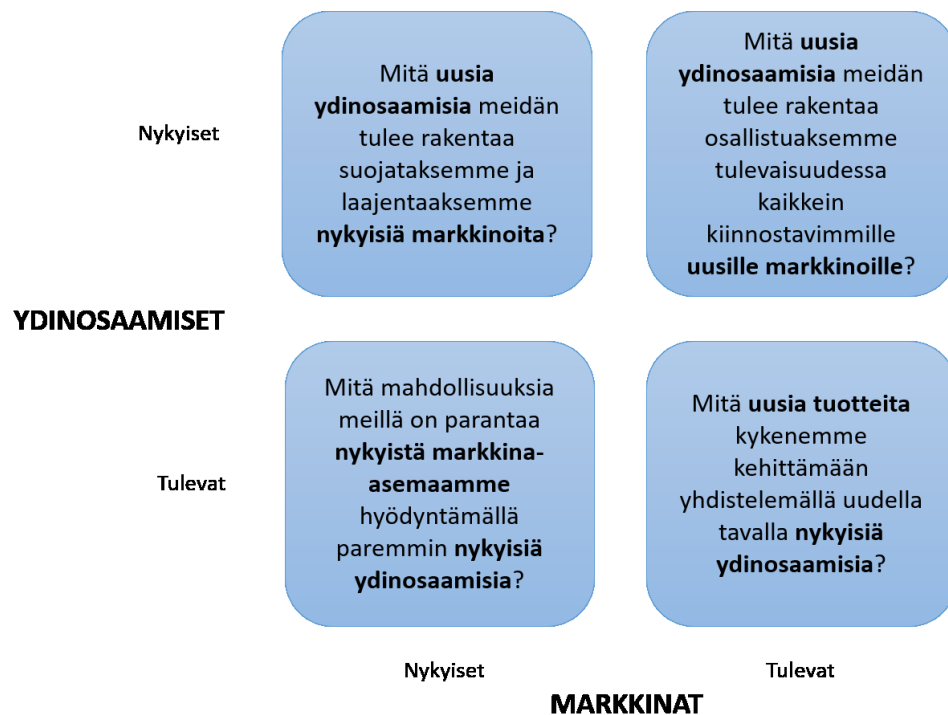 Nykyiset
Mitä uusia
ydinosaamisia meidän
tulee rakentaa
suojataksemme ja
laajentaaksemme
nykyisiä markkinoita?
Mitä uusia
ydinosaamisia meidän
tulee rakentaa
osallistuaksemme
tulevaisuudessa
kaikkein
kiinnostavimmille
uusille markkinoille?
YDINOSAAMISET
Tulevat
Mitä mahdollisuuksia
meillä on parantaa
nykyistä markkina-
asemaamme
hyödyntämällä
paremmin nykyisiä
ydinosaamisia?
Mitä uusia tuotteita
kykenemme
kehittämään
yhdistelemällä uudella
tavalla nykyisiä
ydinosaamisia?
Nykyiset
Tulevat
MARKKINAT